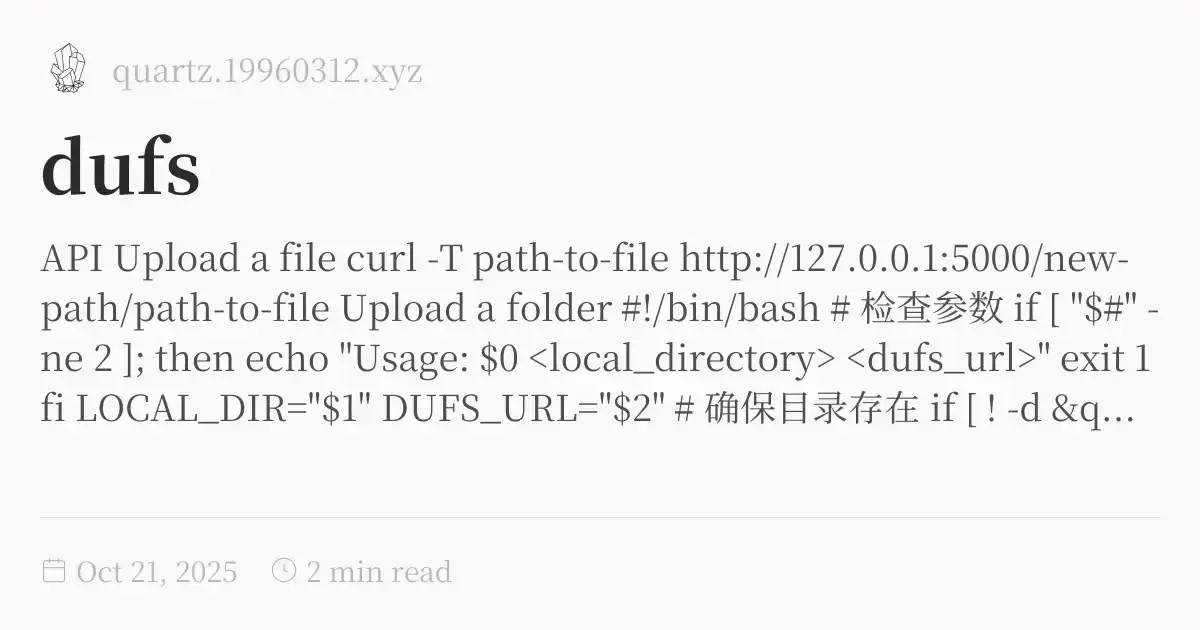 quartz.19960312.xyz
dufs
API Upload a file curl -T path-to-file http://127.0.0.1:5000/new-
path/path-to-file Upload a folder #!/bin/bash # 检查参数 if [ "$#" -
ne 2 ]; then echo "Usage: $0 <local_directory> <dufs_url>" exit 1
fi LOCAL_DIR="$1" DUFS_URL="$2" # 确保目录存在 if [ ! -d &q...
Oct 21, 2025 2 min read